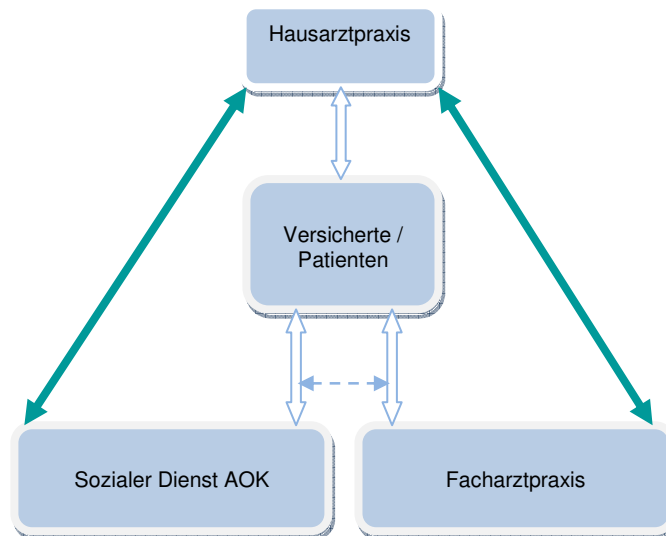 Hausarztpraxis
Versicherte /
Patienten
Sozialer Dienst AOK
Facharztpraxis